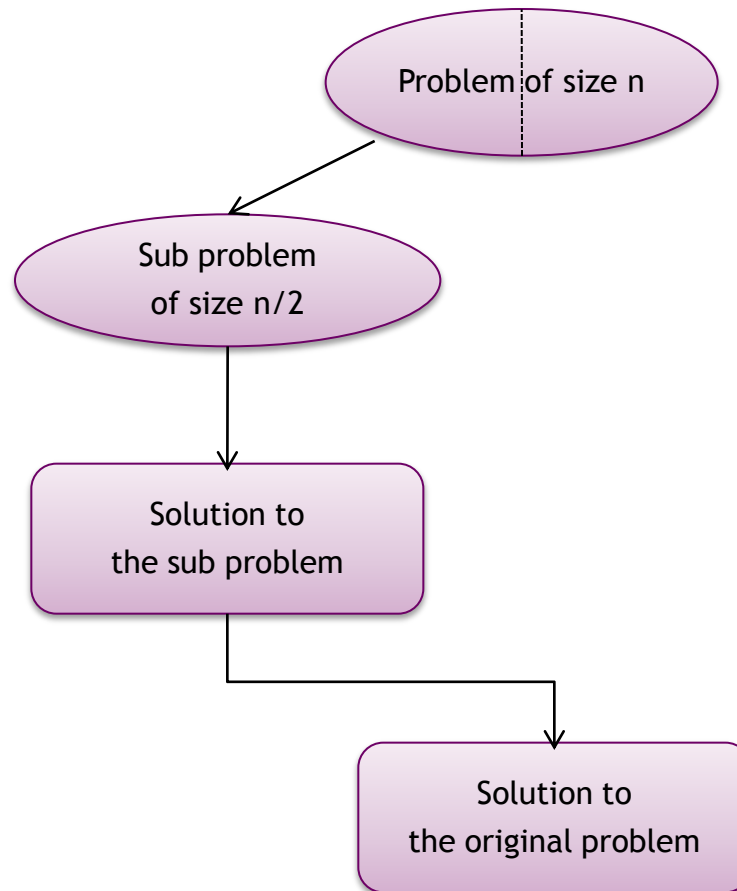 Problem of size n
Sub problem
of size n/2
Solution to
the sub problem
Solution to
the original problem